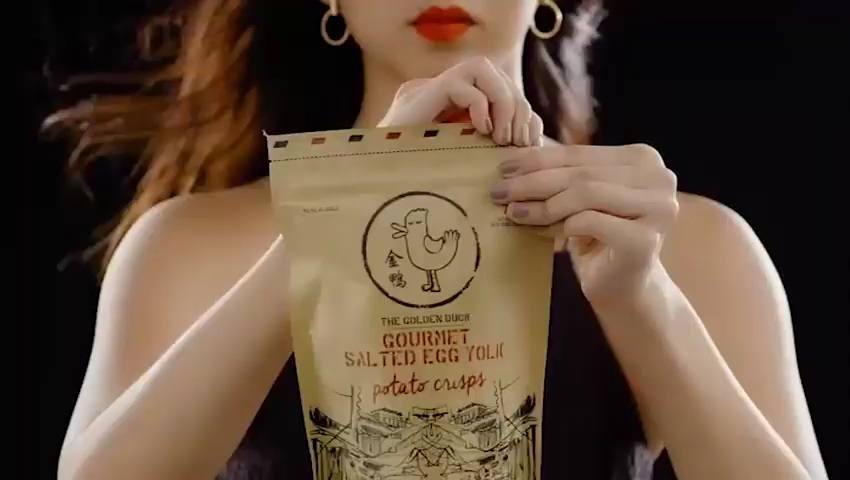 金
鴨
THE GOLDEN DUCK
GOURMET
SALTED EGG YOLK
potato crisps